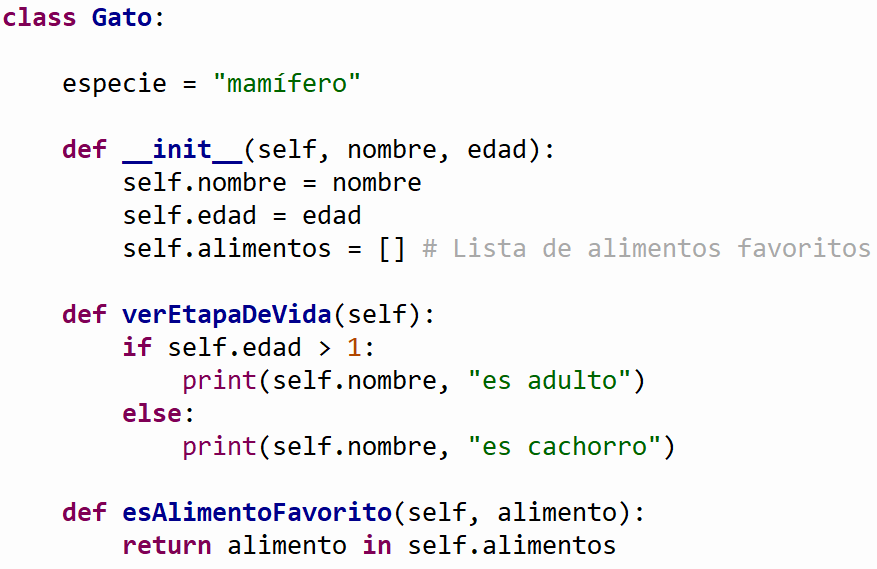 class Gato:
    especie = "mamífero"
    def __init__(self, nombre, edad):
        self.nombre = nombre
        self.edad = edad
        self.alimentos = [] # Lista de alimentos favoritos
    def verEtapaDeVida(self):
        if self.edad > 1:
            print(self.nombre, "es adulto")
        else:
            print(self.nombre, "es cachorro")
    def esAlimentoFavorito(self, alimento):
        return alimento in self.alimentos